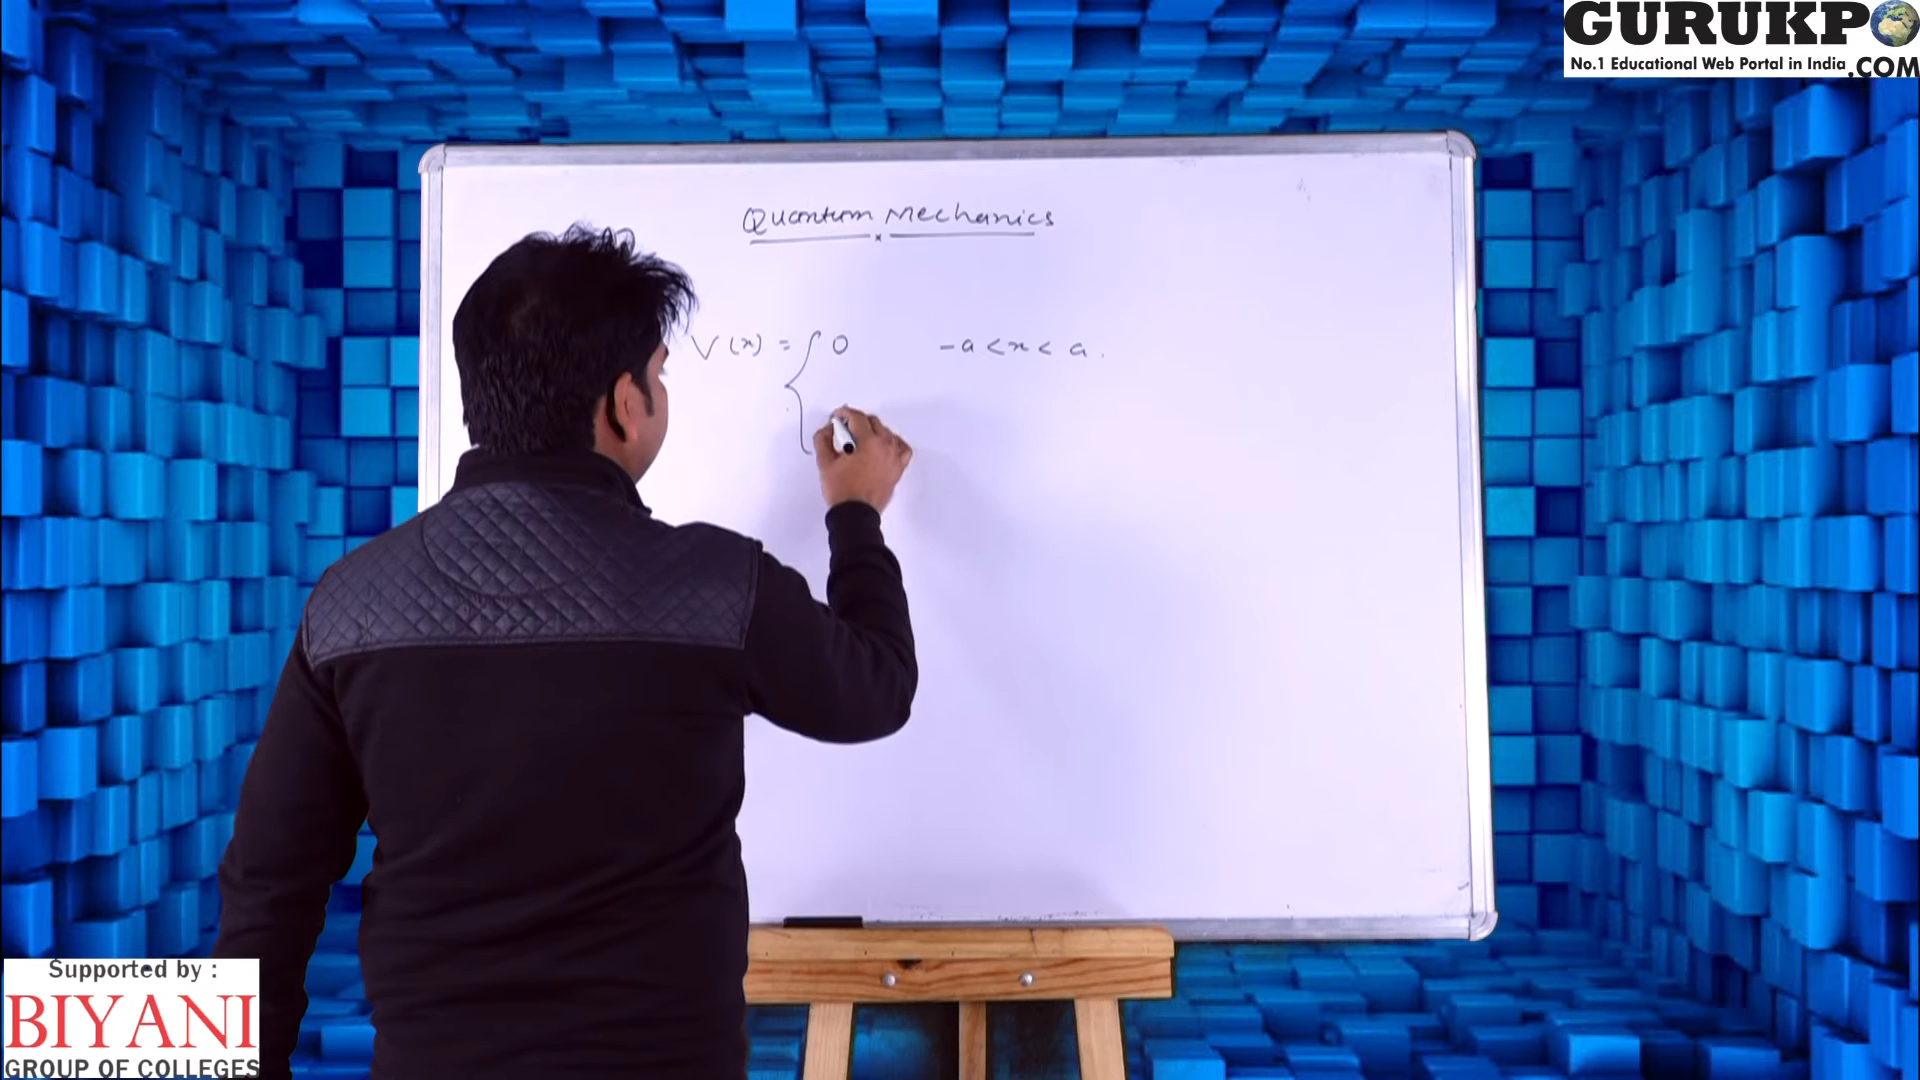 GURUKPO
No.1 Educational Web Portal in India .COM
Quantum Mechanics
V(x) = { 0 -a < x < a.
Supported by :
BIYANI
GROUP OF COLLEGES